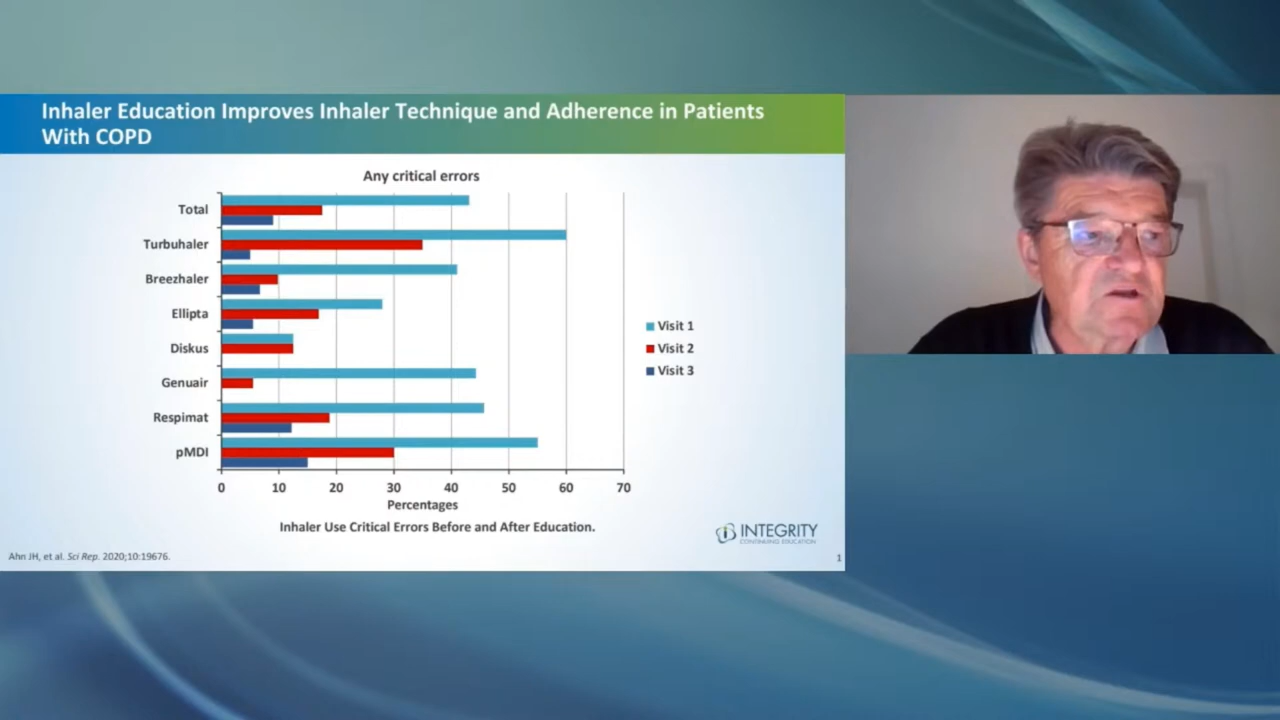 Inhaler Education Improves Inhaler Technique and Adherence in Patients
With COPD
Any critical errors
Total
Turbuhaler
Breezhaler
Ellipta
Diskus
Genuair
Respimat
pMDI
Visit 1
Visit 2
Visit 3
0 10 20 30 40 50 60 70
Percentages
Inhaler Use Critical Errors Before and After Education.
INTEGRITY
CONTINUING EDUCATION
Ahn JH, et al. Sci Rep. 2020;10:19676.
1